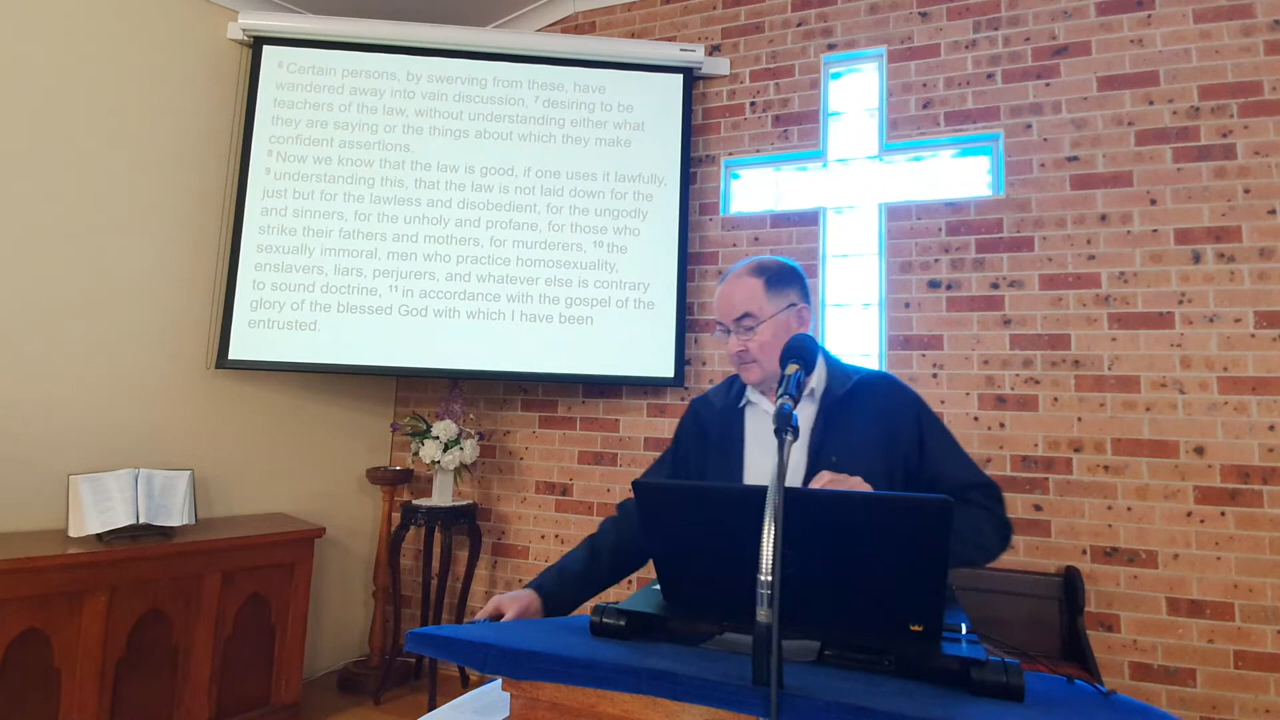 ⁶ Certain persons, by swerving from these, have
wandered away into vain discussion, ⁷ desiring to be
teachers of the law, without understanding either what
they are saying or the things about which they make
confident assertions.
⁸ Now we know that the law is good, if one uses it lawfully,
⁹ understanding this, that the law is not laid down for the
just but for the lawless and disobedient, for the ungodly
and sinners, for the unholy and profane, for those who
strike their fathers and mothers, for murderers, ¹⁰ the
sexually immoral, men who practice homosexuality,
enslavers, liars, perjurers, and whatever else is contrary
to sound doctrine, ¹¹ in accordance with the gospel of the
glory of the blessed God with which I have been
entrusted.